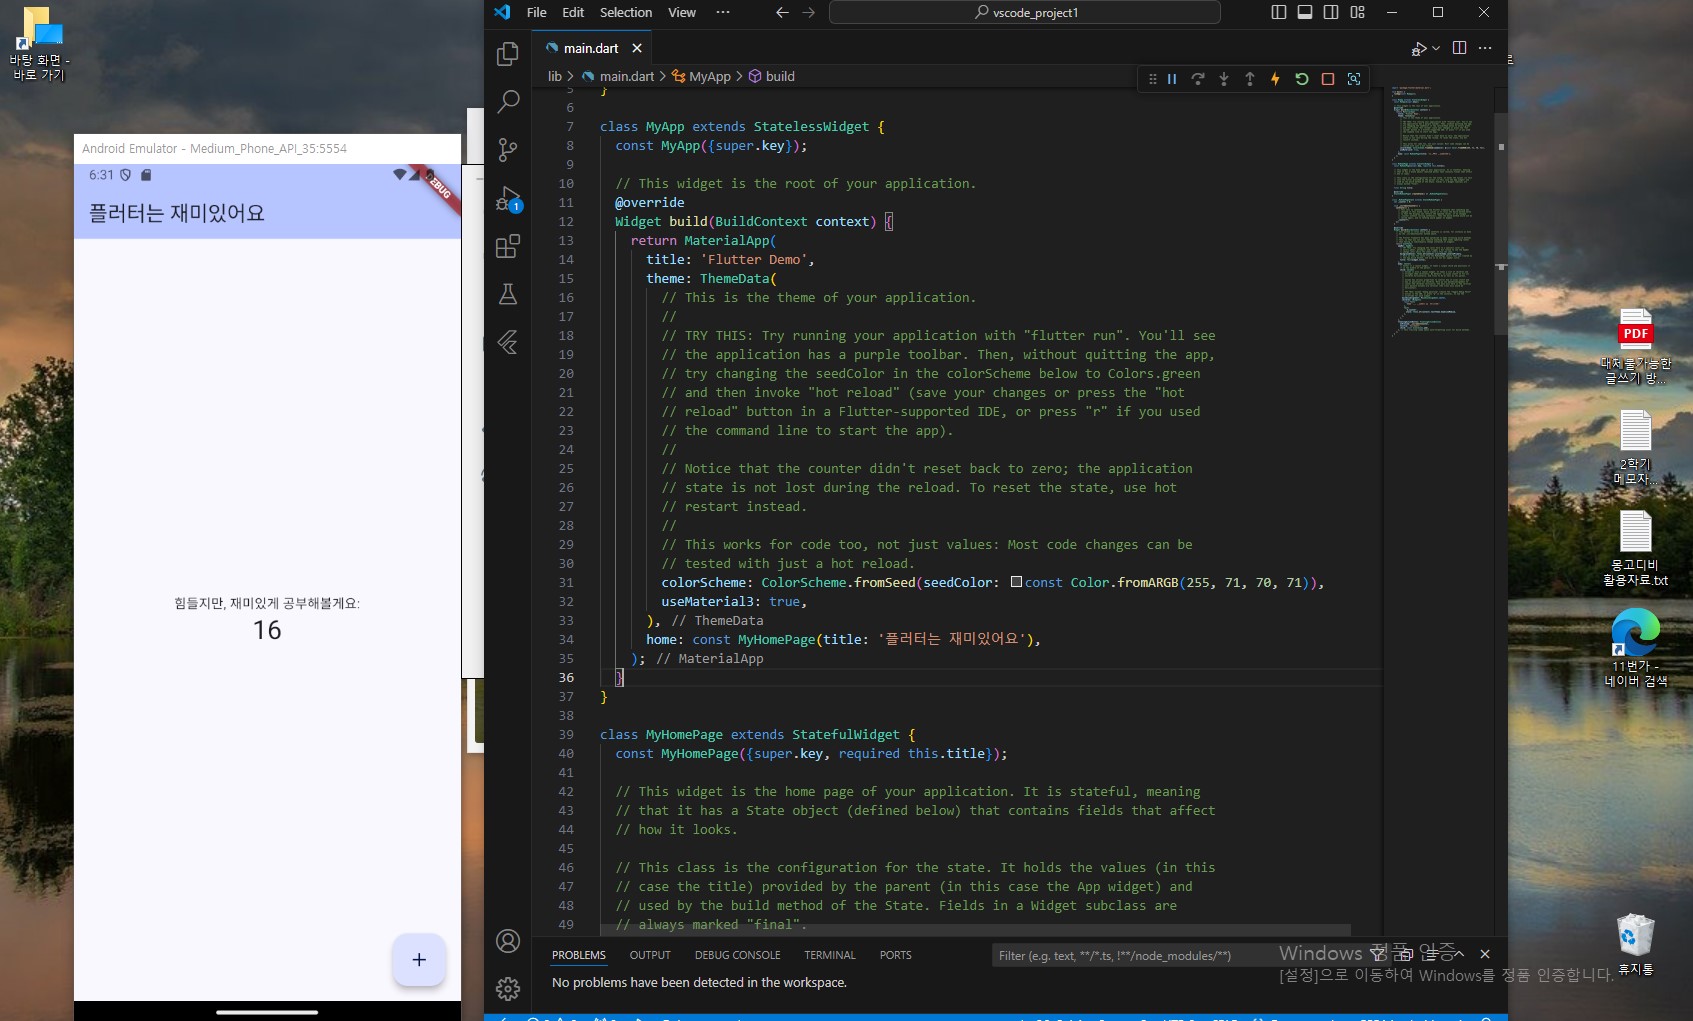 바탕 화면 -
바로 가기
Android Emulator - Medium_Phone_API_35:5554
6:31
DEBUG
플러터는 재미있어요
힘들지만, 재미있게 공부해볼게요:
16
+
File Edit Selection View ···
vscode_project1
main.dart
lib > main.dart > MyApp > build
1
5 }
6
7 class MyApp extends StatelessWidget {
8 const MyApp({super.key});
9
10 // This widget is the root of your application.
11 @override
12 Widget build(BuildContext context) {
13 return MaterialApp(
14 title: 'Flutter Demo',
15 theme: ThemeData(
16 // This is the theme of your application.
17 //
18 // TRY THIS: Try running your application with "flutter run". You'll see
19 // the application has a purple toolbar. Then, without quitting the app,
20 // try changing the seedColor in the colorScheme below to Colors.green
21 // and then invoke "hot reload" (save your changes or press the "hot
22 // reload" button in a Flutter-supported IDE, or press "r" if you used
23 // the command line to start the app).
24 //
25 // Notice that the counter didn't reset back to zero; the application
26 // state is not lost during the reload. To reset the state, use hot
27 // restart instead.
28 //
29 // This works for code too, not just values: Most code changes can be
30 // tested with just a hot reload.
31 colorScheme: ColorScheme.fromSeed(seedColor: const Color.fromARGB(255, 71, 70, 71)),
32 useMaterial3: true,
33 ), // ThemeData
34 home: const MyHomePage(title: '플러터는 재미있어요'),
35 ); // MaterialApp
36 }
37 }
38
39 class MyHomePage extends StatefulWidget {
40 const MyHomePage({super.key, required this.title});
41
42 // This widget is the home page of your application. It is stateful, meaning
43 // that it has a State object (defined below) that contains fields that affect
44 // how it looks.
45
46 // This class is the configuration for the state. It holds the values (in this
47 // case the title) provided by the parent (in this case the App widget) and
48 // used by the build method of the State. Fields in a Widget subclass are
49 // always marked "final".
PROBLEMS OUTPUT DEBUG CONSOLE TERMINAL PORTS
Filter (e.g. text, **/*.ts, !**/node_modules/**)
No problems have been detected in the workspace.
Windows 정품 인증
[설정]으로 이동하여 Windows를 정품 인증합니다.
PDF
대체불가능한
글쓰기 방...
2학기
메모자...
몽고디비
활용자료.txt
11번가 -
네이버 검색
휴지통